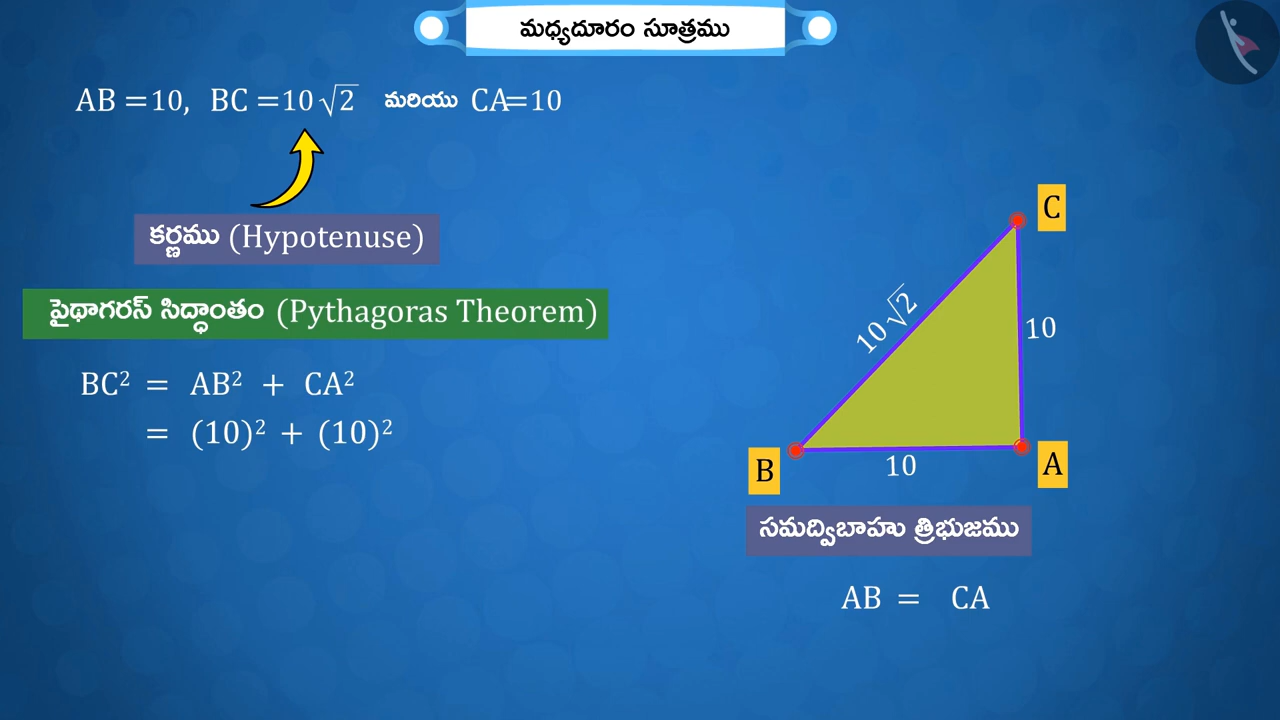 మధ్యదూరం సూత్రము
AB =10, BC =10√2 మరియు CA=10
కర్ణము (Hypotenuse)
పైథాగరస్ సిద్ధాంతం (Pythagoras Theorem)
BC² = AB² + CA²
= (10)² + (10)²
C
10√2
10
B
10
A
సమద్విబాహు త్రిభుజము
AB = CA